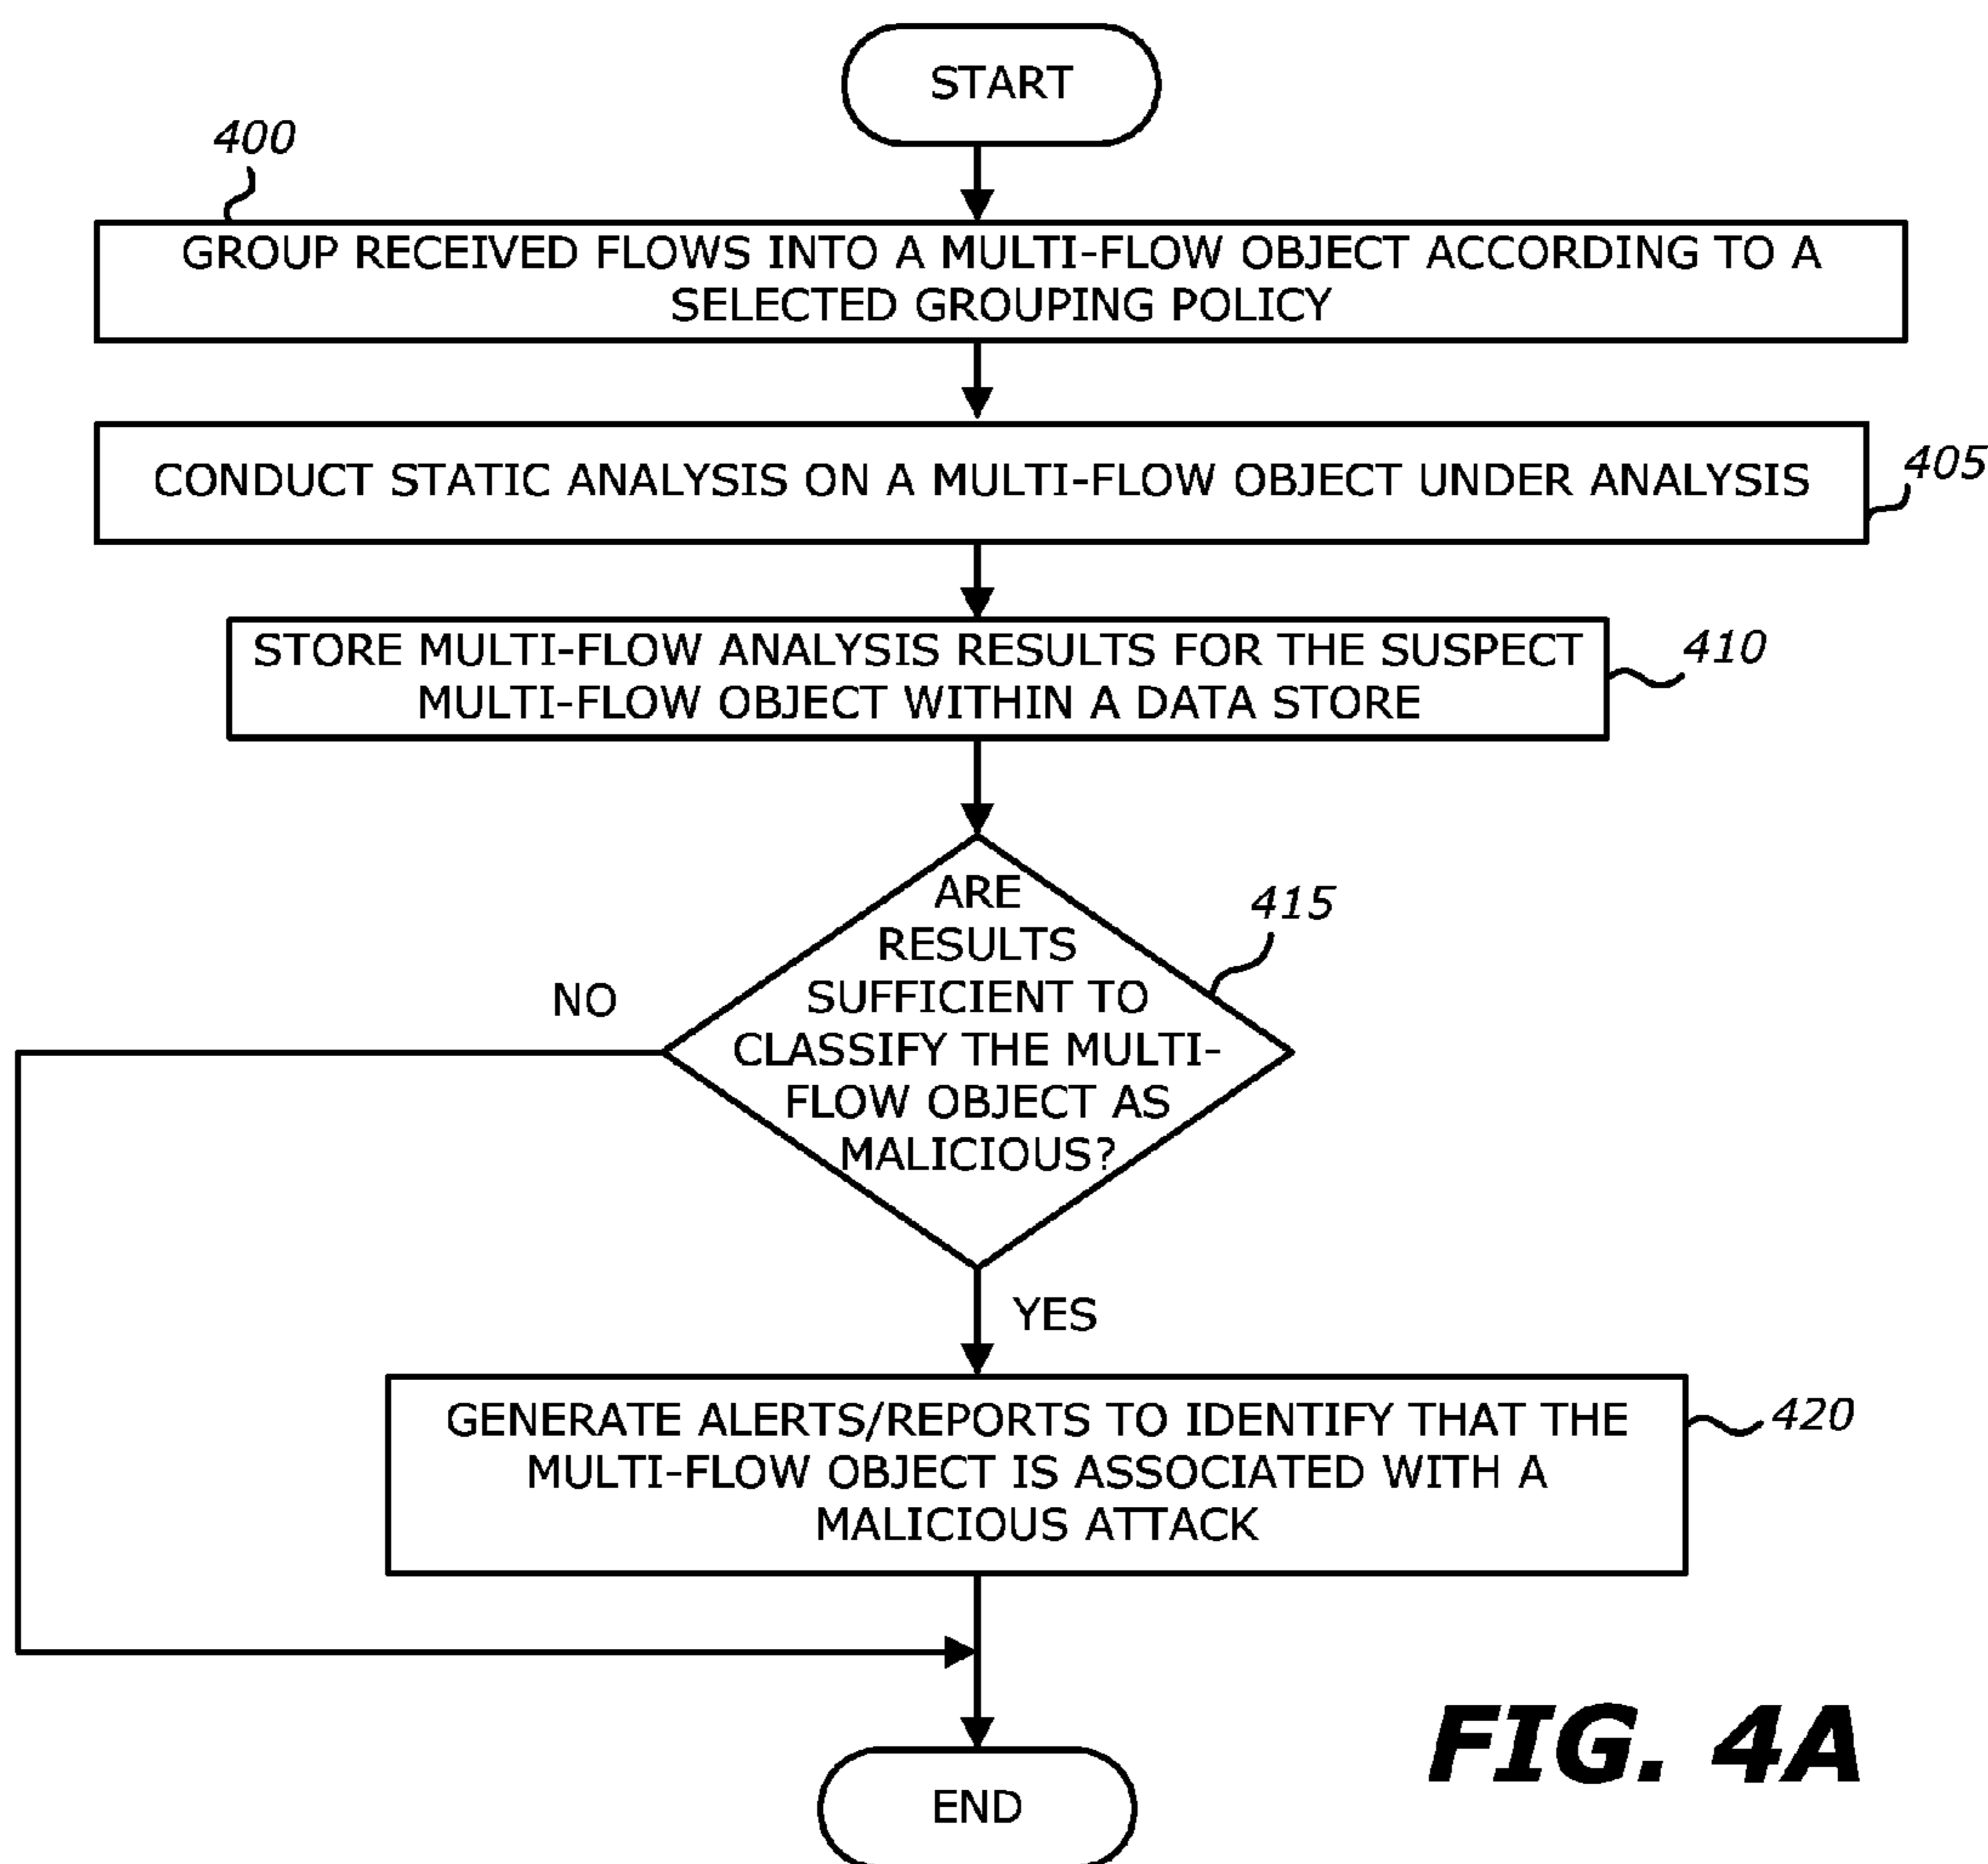 START
400
GROUP RECEIVED FLOWS INTO A MULTI-FLOW OBJECT ACCORDING TO A
SELECTED GROUPING POLICY
CONDUCT STATIC ANALYSIS ON A MULTI-FLOW OBJECT UNDER ANALYSIS
405
STORE MULTI-FLOW ANALYSIS RESULTS FOR THE SUSPECT
MULTI-FLOW OBJECT WITHIN A DATA STORE
410
ARE
RESULTS
SUFFICIENT TO
CLASSIFY THE MULTI-
FLOW OBJECT AS
MALICIOUS?
415
NO
YES
GENERATE ALERTS/REPORTS TO IDENTIFY THAT THE
MULTI-FLOW OBJECT IS ASSOCIATED WITH A
MALICIOUS ATTACK
420
END
FIG. 4A